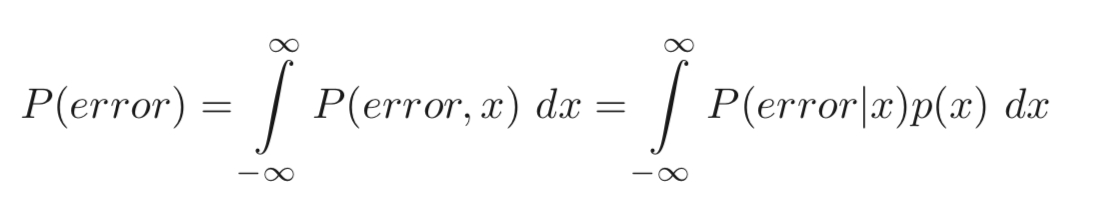 P(error) = ∫_{-∞}^{∞} P(error, x) dx = ∫_{-∞}^{∞} P(error|x)p(x) dx